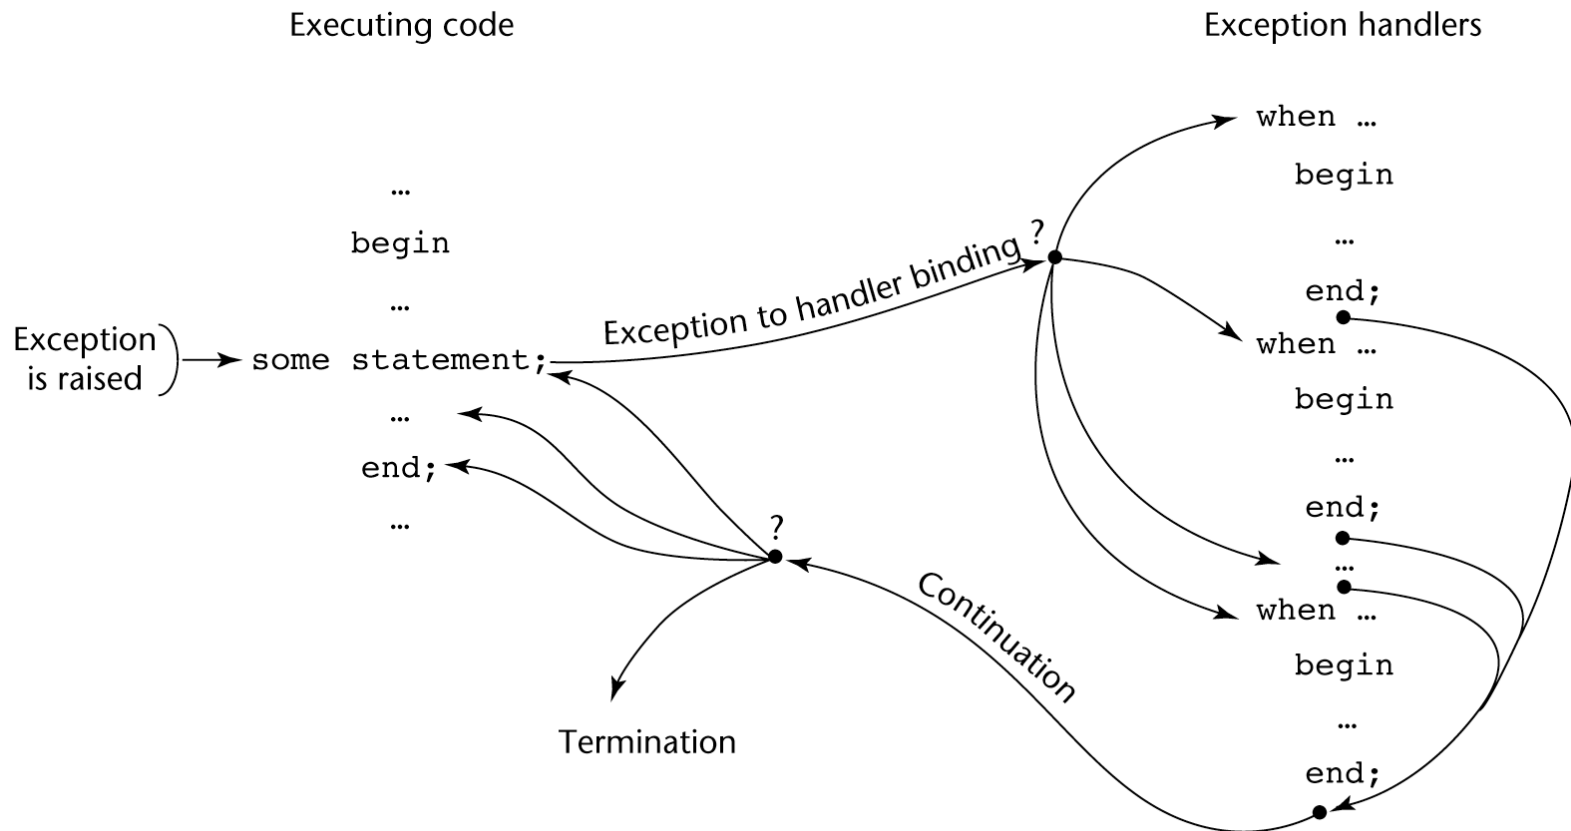 Executing code
Exception handlers
…
begin
…
Exception
is raised
some statement;
…
end;
…
Exception to handler binding
?
when …
begin
…
end;
when …
begin
…
end;
…
when …
begin
…
end;
?
Continuation
Termination